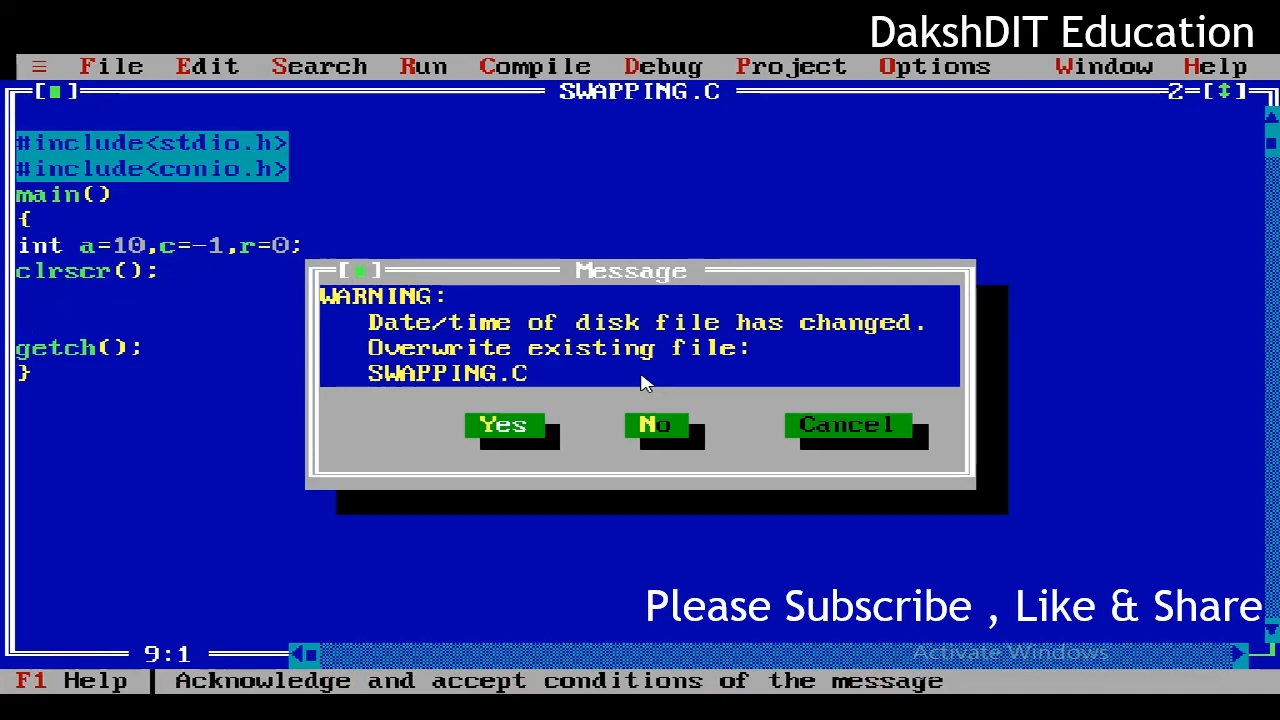 DakshDIT Education
≡ File Edit Search Run Compile Debug Project Options Window Help
[■] SWAPPING.C 2=[↕]
#include<stdio.h>
#include<conio.h>
main()
{
int a=10,c=-1,r=0;
clrscr();
getch();
}
[■] Message
WARNING:
Date/time of disk file has changed.
Overwrite existing file:
SWAPPING.C
Yes No Cancel
Please Subscribe , Like & Share
9:1
Activate Windows
F1 Help | Acknowledge and accept conditions of the message